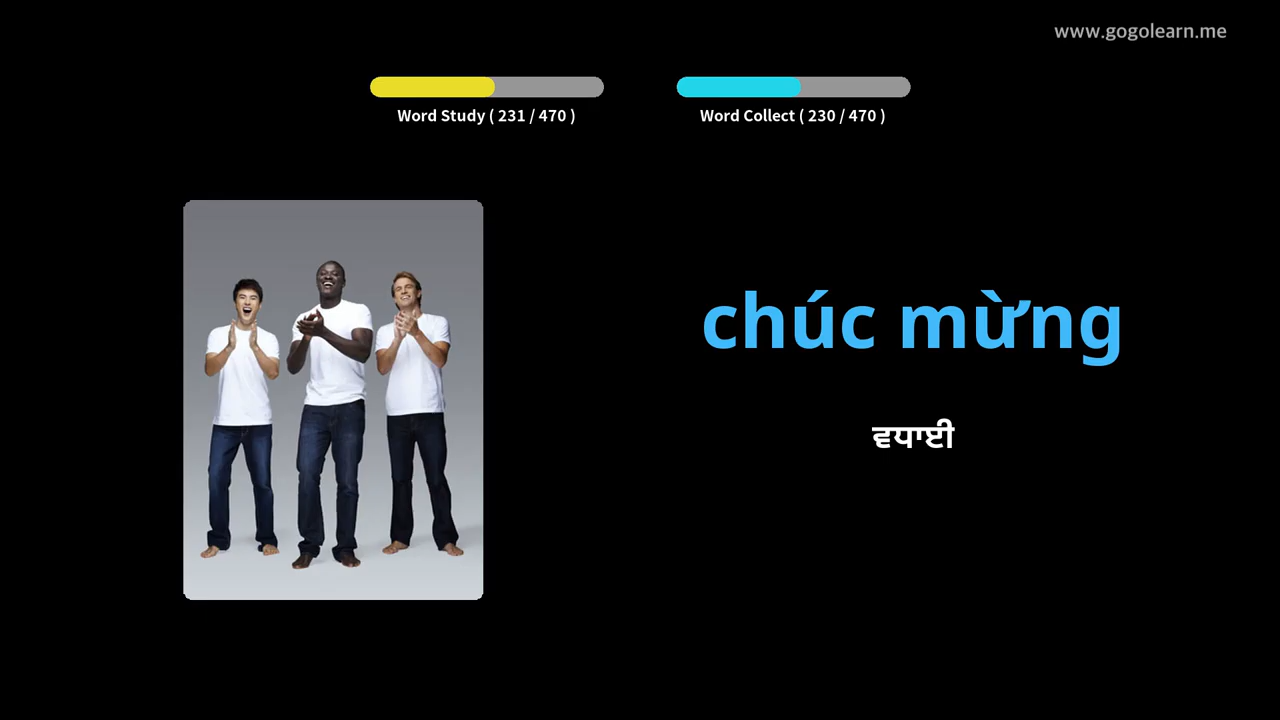 www.gogolearn.me
Word Study ( 231 / 470 )
Word Collect ( 230 / 470 )
chúc mừng
ਵਧਾਈ